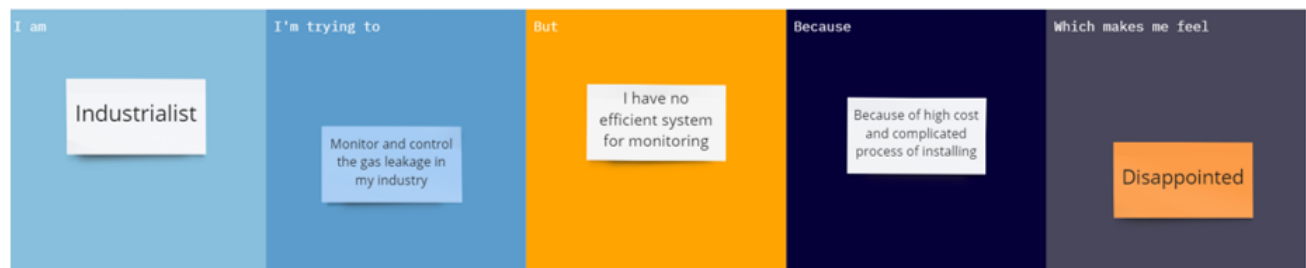 I am
Industrialist
I'm trying to
Monitor and control
the gas leakage in
my industry
But
I have no
efficient system
for monitoring
Because
Because of high cost
and complicated
process of installing
Which makes me feel
Disappointed